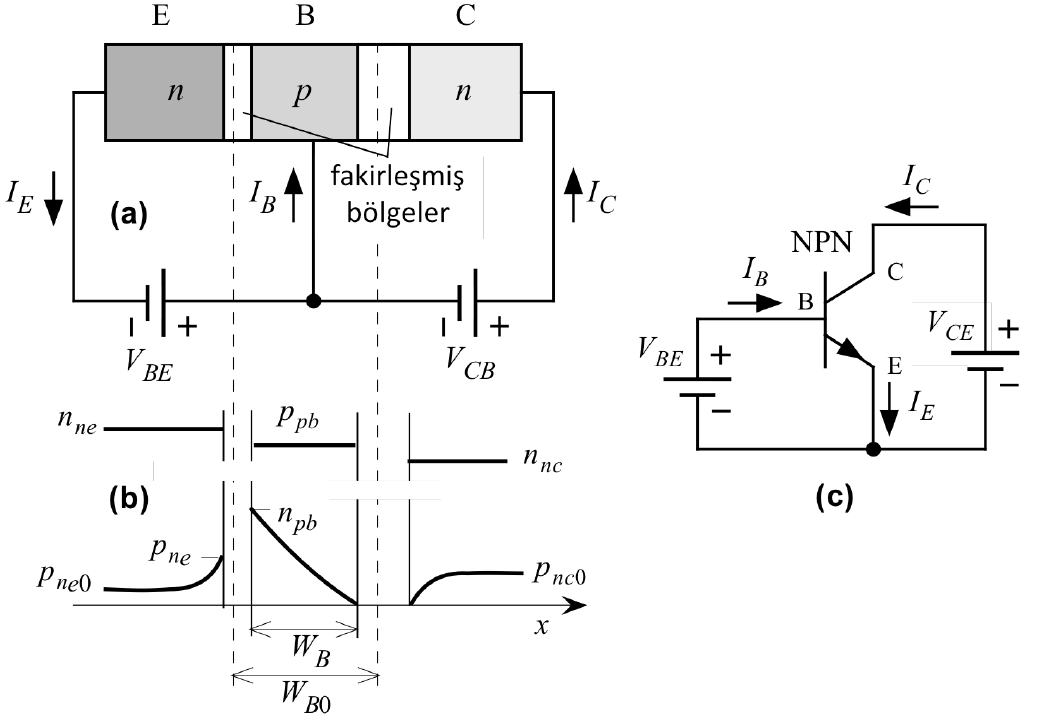 E B C
n p n
fakirleşmiş
bölgeler
I_E
I_B
I_C
(a)
− +
V_BE
− +
V_CB
n_ne
p_pb
n_nc
(b)
n_pb
p_ne
p_ne0
p_nc0
x
W_B
W_B0
I_C
NPN
I_B
C
B
V_BE
+
−
V_CE
+
−
E
I_E
(c)